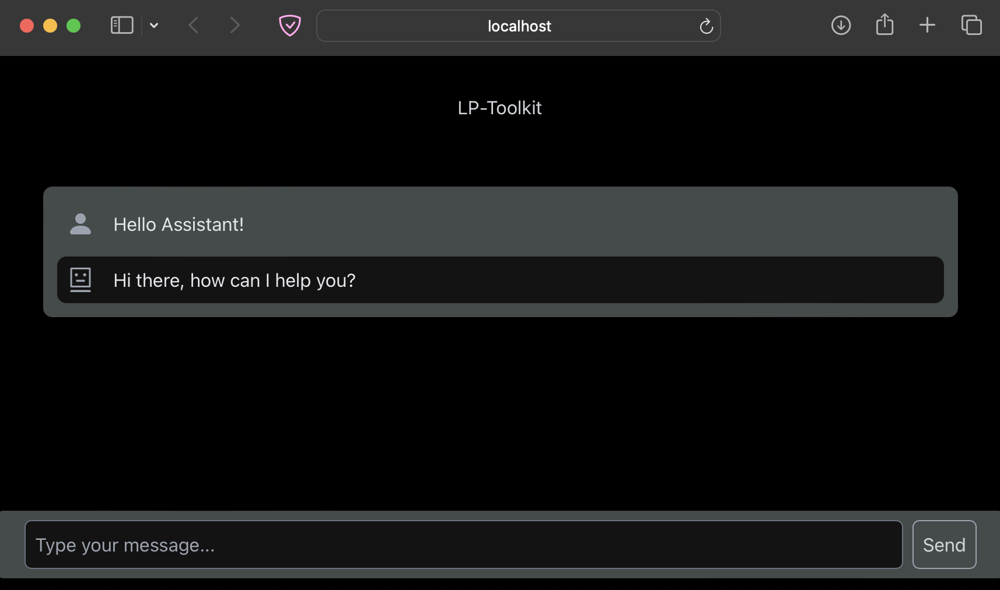 localhost
LP-Toolkit
Hello Assistant!
Hi there, how can I help you?
Type your message...
Send